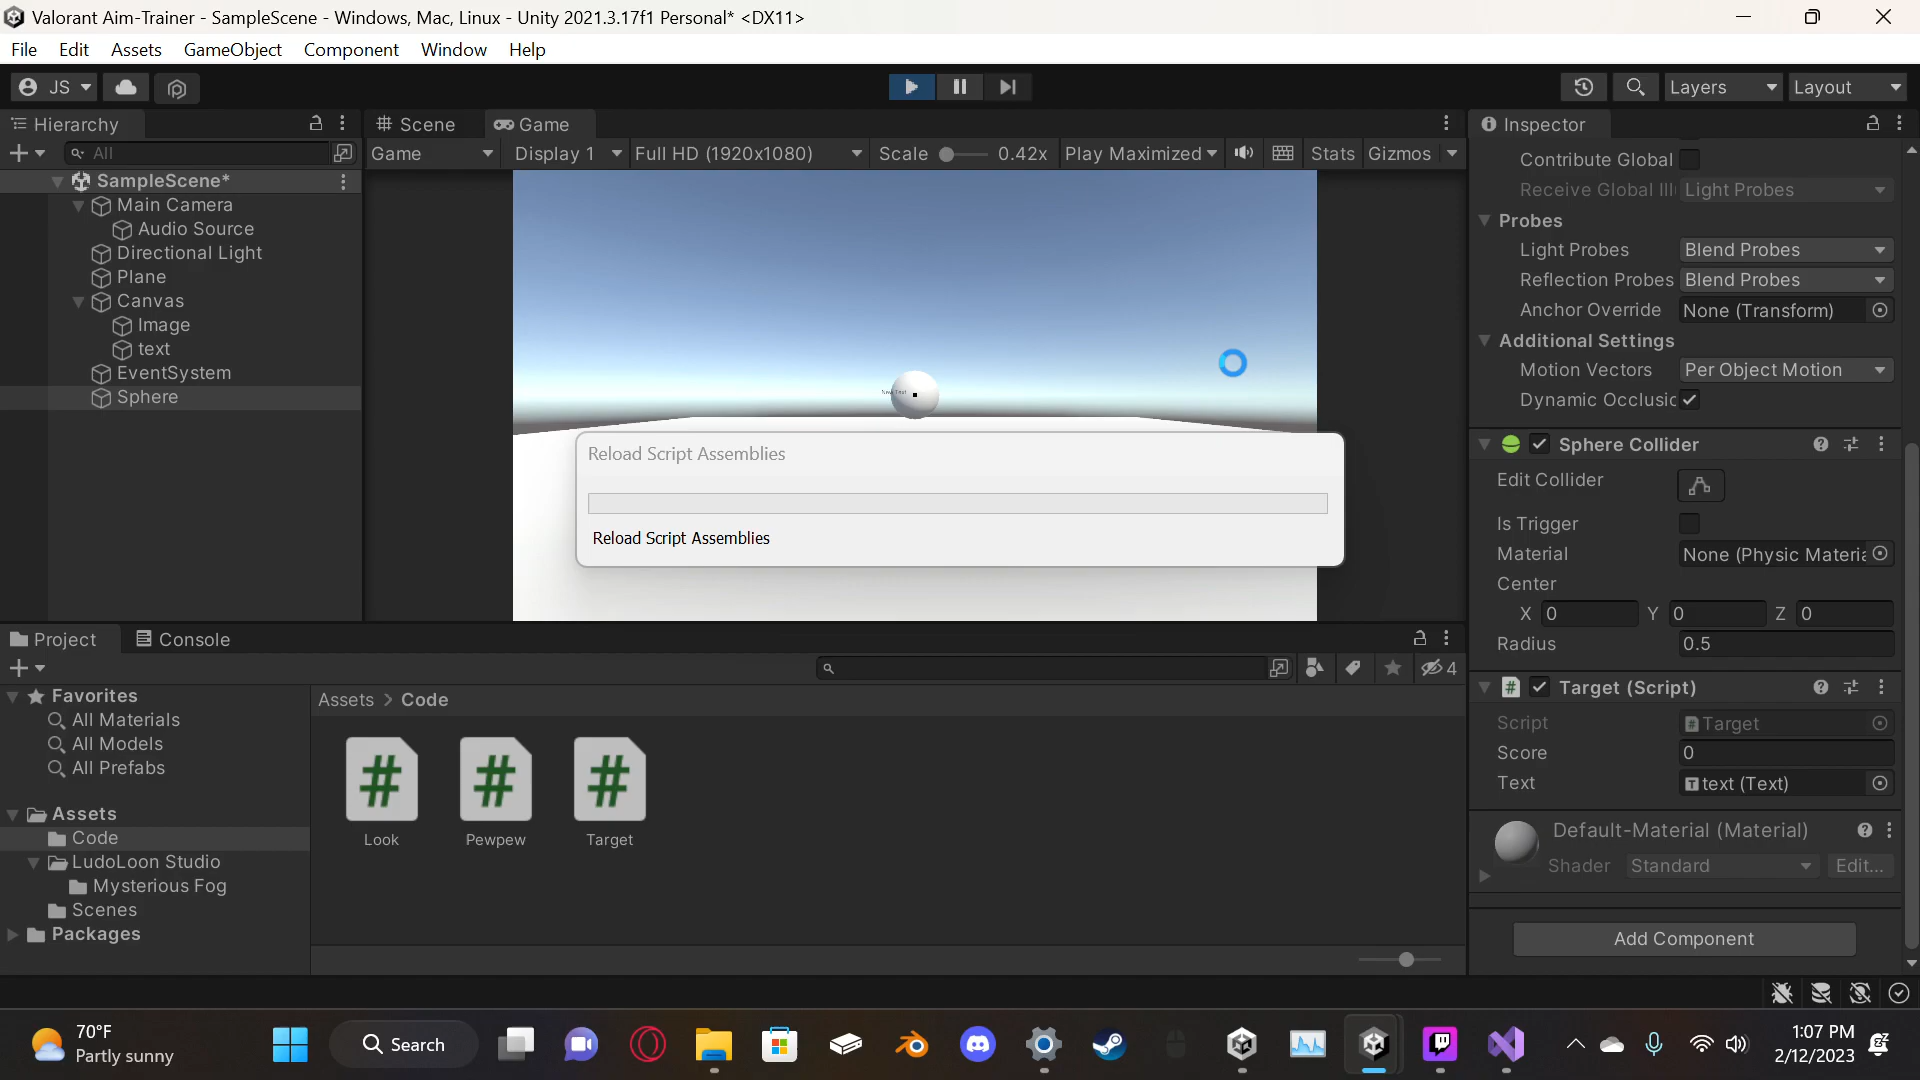 Valorant Aim-Trainer - SampleScene - Windows, Mac, Linux - Unity 2021.3.17f1 Personal* <DX11>
File Edit Assets GameObject Component Window Help
JS
Layers Layout
Hierarchy
All
SampleScene*
Main Camera
Audio Source
Directional Light
Plane
Canvas
Image
text
EventSystem
Sphere
Scene Game
Game Display 1 Full HD (1920x1080) Scale 0.42x Play Maximized Stats Gizmos
New Text
Reload Script Assemblies
Reload Script Assemblies
Inspector
Contribute Global
Receive Global Ill Light Probes
Probes
Light Probes Blend Probes
Reflection Probes Blend Probes
Anchor Override None (Transform)
Additional Settings
Motion Vectors Per Object Motion
Dynamic Occlusic
Sphere Collider
Edit Collider
Is Trigger
Material None (Physic Materia
Center
X 0 Y 0 Z 0
Radius 0.5
# Target (Script)
Script # Target
Score 0
Text text (Text)
Default-Material (Material)
Shader Standard Edit...
Add Component
Project Console
4
Favorites
All Materials
All Models
All Prefabs
Assets
Code
LudoLoon Studio
Mysterious Fog
Scenes
Packages
Assets > Code
# # #
Look Pewpew Target
70°F
Partly sunny
Search
1:07 PM
2/12/2023